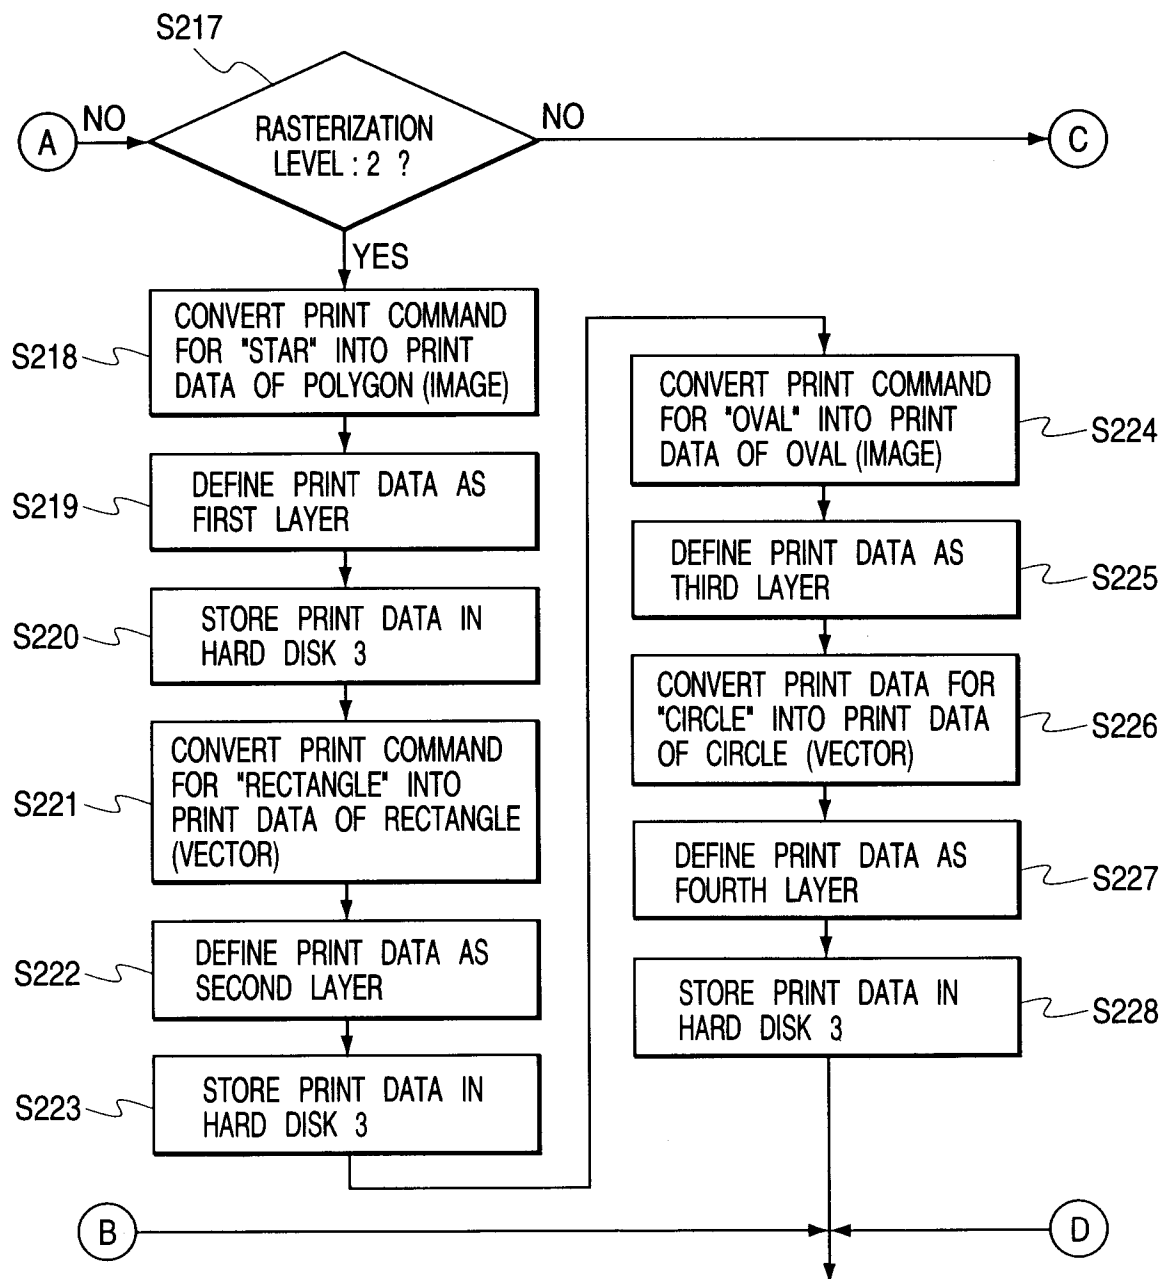 S217
A
NO
RASTERIZATION
LEVEL : 2 ?
NO
C
YES
S218
CONVERT PRINT COMMAND
FOR "STAR" INTO PRINT
DATA OF POLYGON (IMAGE)
S219
DEFINE PRINT DATA AS
FIRST LAYER
S220
STORE PRINT DATA IN
HARD DISK 3
S221
CONVERT PRINT COMMAND
FOR "RECTANGLE" INTO
PRINT DATA OF RECTANGLE
(VECTOR)
S222
DEFINE PRINT DATA AS
SECOND LAYER
S223
STORE PRINT DATA IN
HARD DISK 3
CONVERT PRINT COMMAND
FOR "OVAL" INTO PRINT
DATA OF OVAL (IMAGE)
S224
DEFINE PRINT DATA AS
THIRD LAYER
S225
CONVERT PRINT DATA FOR
"CIRCLE" INTO PRINT DATA
OF CIRCLE (VECTOR)
S226
DEFINE PRINT DATA AS
FOURTH LAYER
S227
STORE PRINT DATA IN
HARD DISK 3
S228
B
D